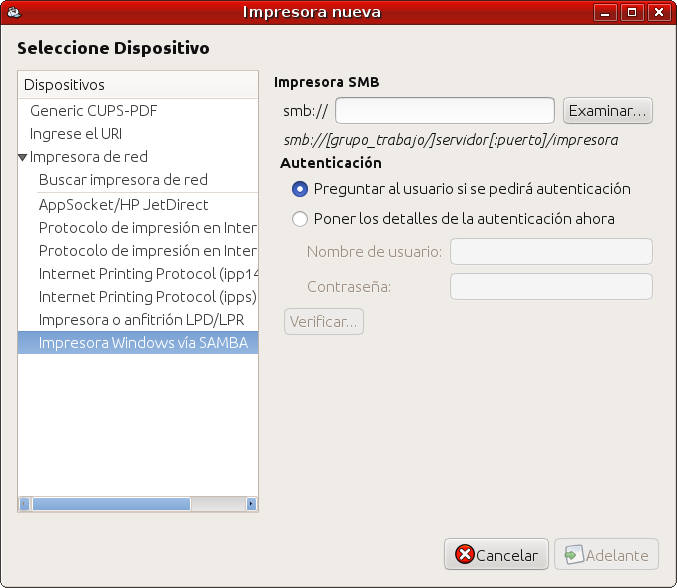 Impresora nueva
Seleccione Dispositivo
Dispositivos
Generic CUPS-PDF
Ingrese el URI
Impresora de red
Buscar impresora de red
AppSocket/HP JetDirect
Protocolo de impresión en Inter
Protocolo de impresión en Inter
Internet Printing Protocol (ipp14
Internet Printing Protocol (ipps)
Impresora o anfitrión LPD/LPR
Impresora Windows vía SAMBA
Impresora SMB
smb:// Examinar...
smb://[grupo_trabajo/]servidor[:puerto]/impresora
Autenticación
Preguntar al usuario si se pedirá autenticación
Poner los detalles de la autenticación ahora
Nombre de usuario:
Contraseña:
Verificar...
Cancelar Adelante